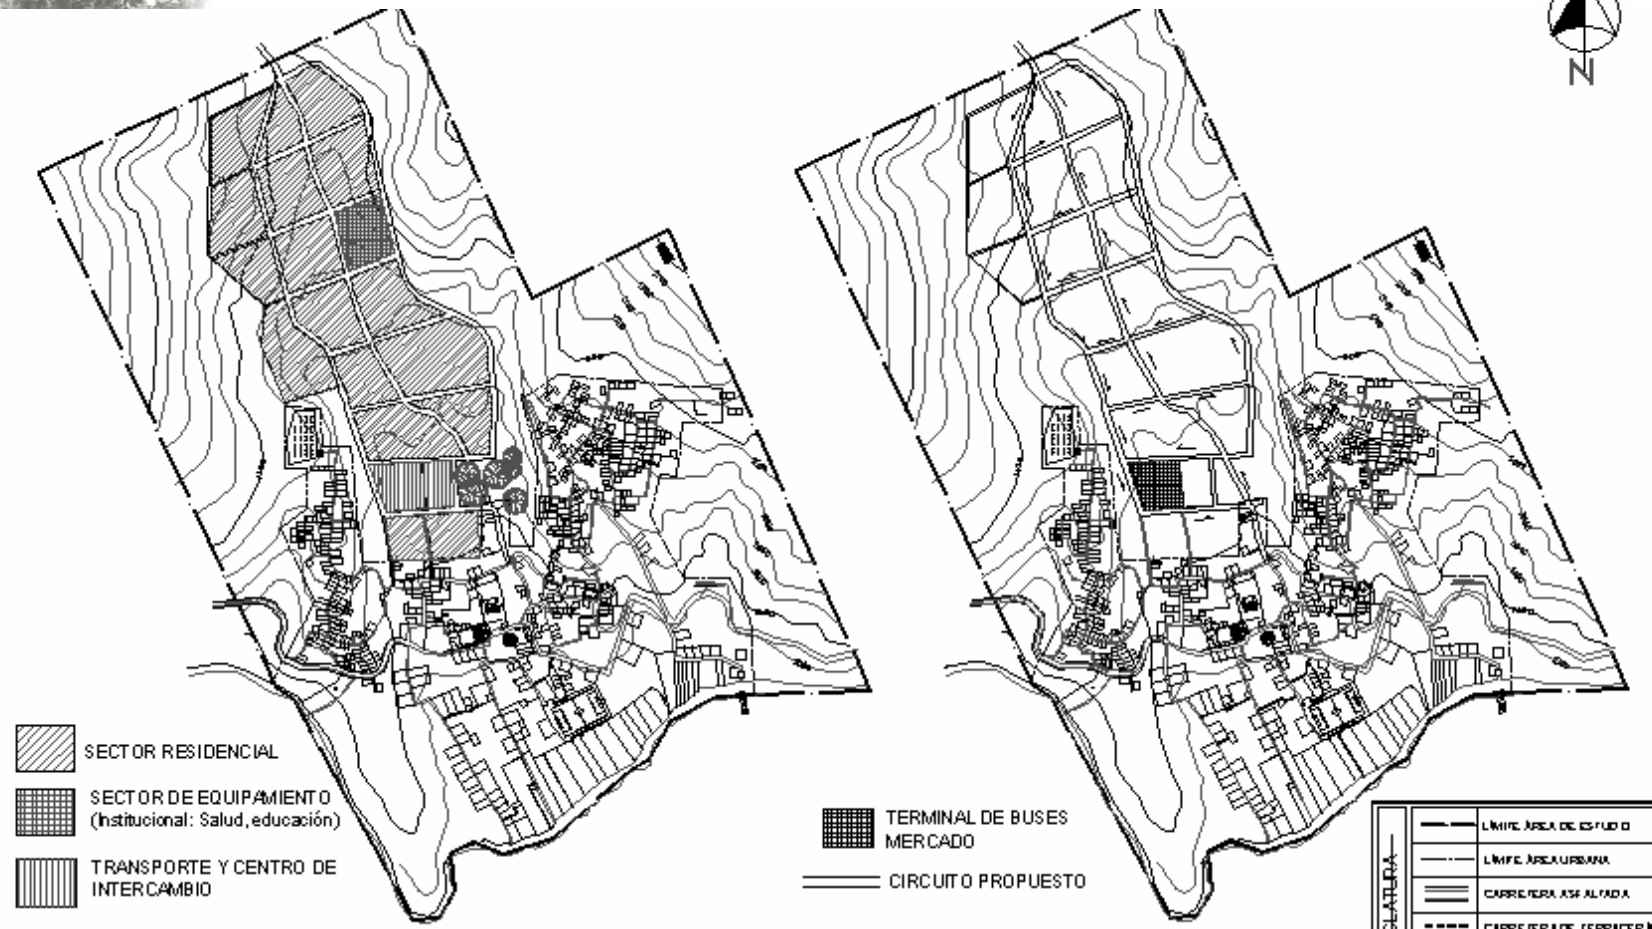 N
SECTOR RESIDENCIAL
SECTOR DE EQUIPAMIENTO
(Institucional: Salud, educación)
TRANSPORTE Y CENTRO DE
INTERCAMBIO
TERMINAL DE BUSES
MERCADO
CIRCUITO PROPUESTO
LÍMITE ÁREA DE ESTUDIO
LÍMITE ÁREA URBANA
CARRETERA ASFALTADA